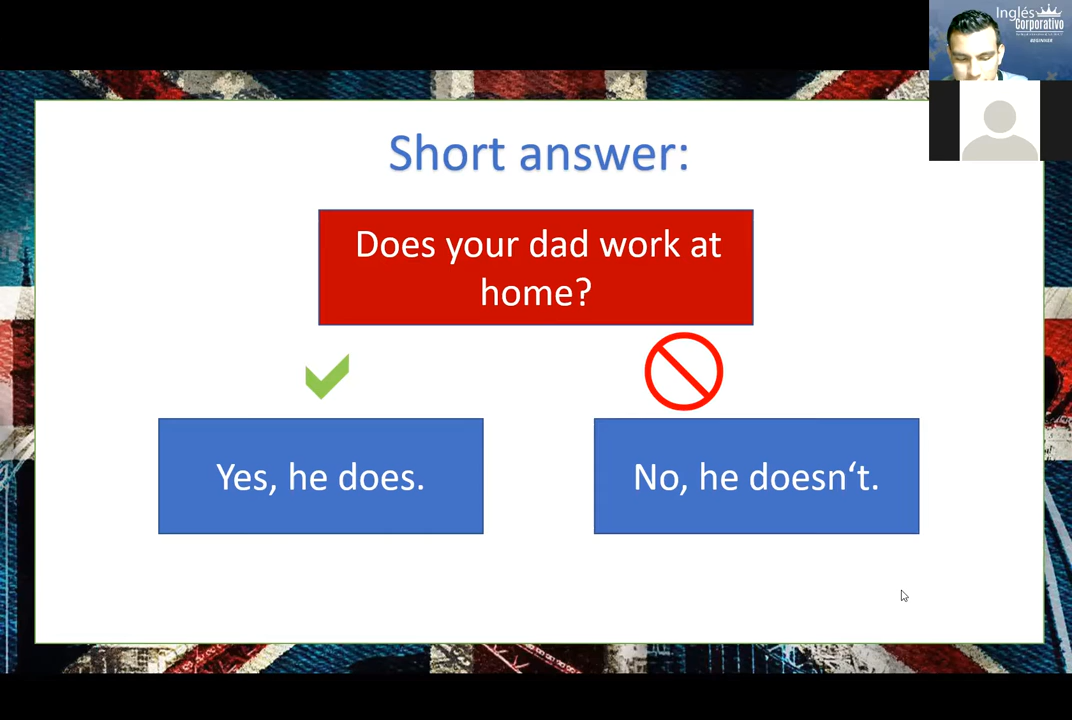 Inglés
Corporativo
BEGINNER
Short answer:
Does your dad work at
home?
Yes, he does.
No, he doesn‘t.